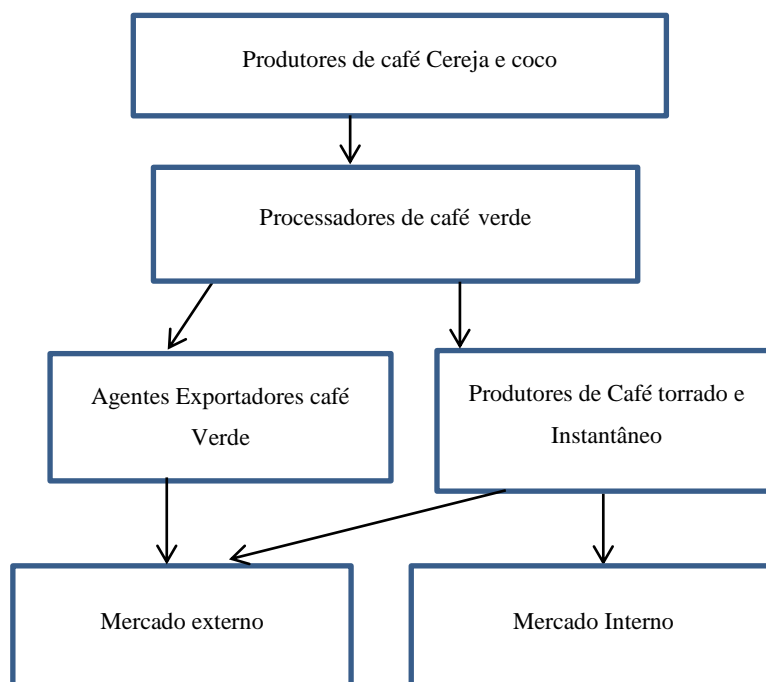 Produtores de café Cereja e coco
Processadores de café verde
Agentes Exportadores café
Verde
Produtores de Café torrado e
Instantâneo
Mercado externo
Mercado Interno